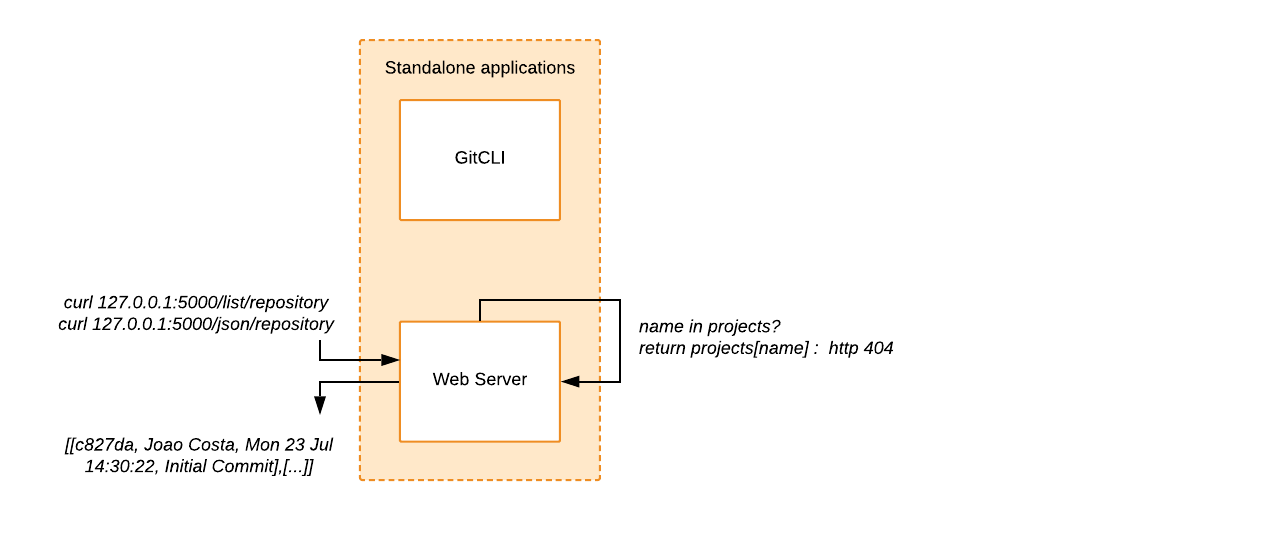 Standalone applications
GitCLI
curl 127.0.0.1:5000/list/repository
curl 127.0.0.1:5000/json/repository
name in projects?
return projects[name] :  http 404
Web Server
[[c827da, Joao Costa, Mon 23 Jul
14:30:22, Initial Commit],[...]]